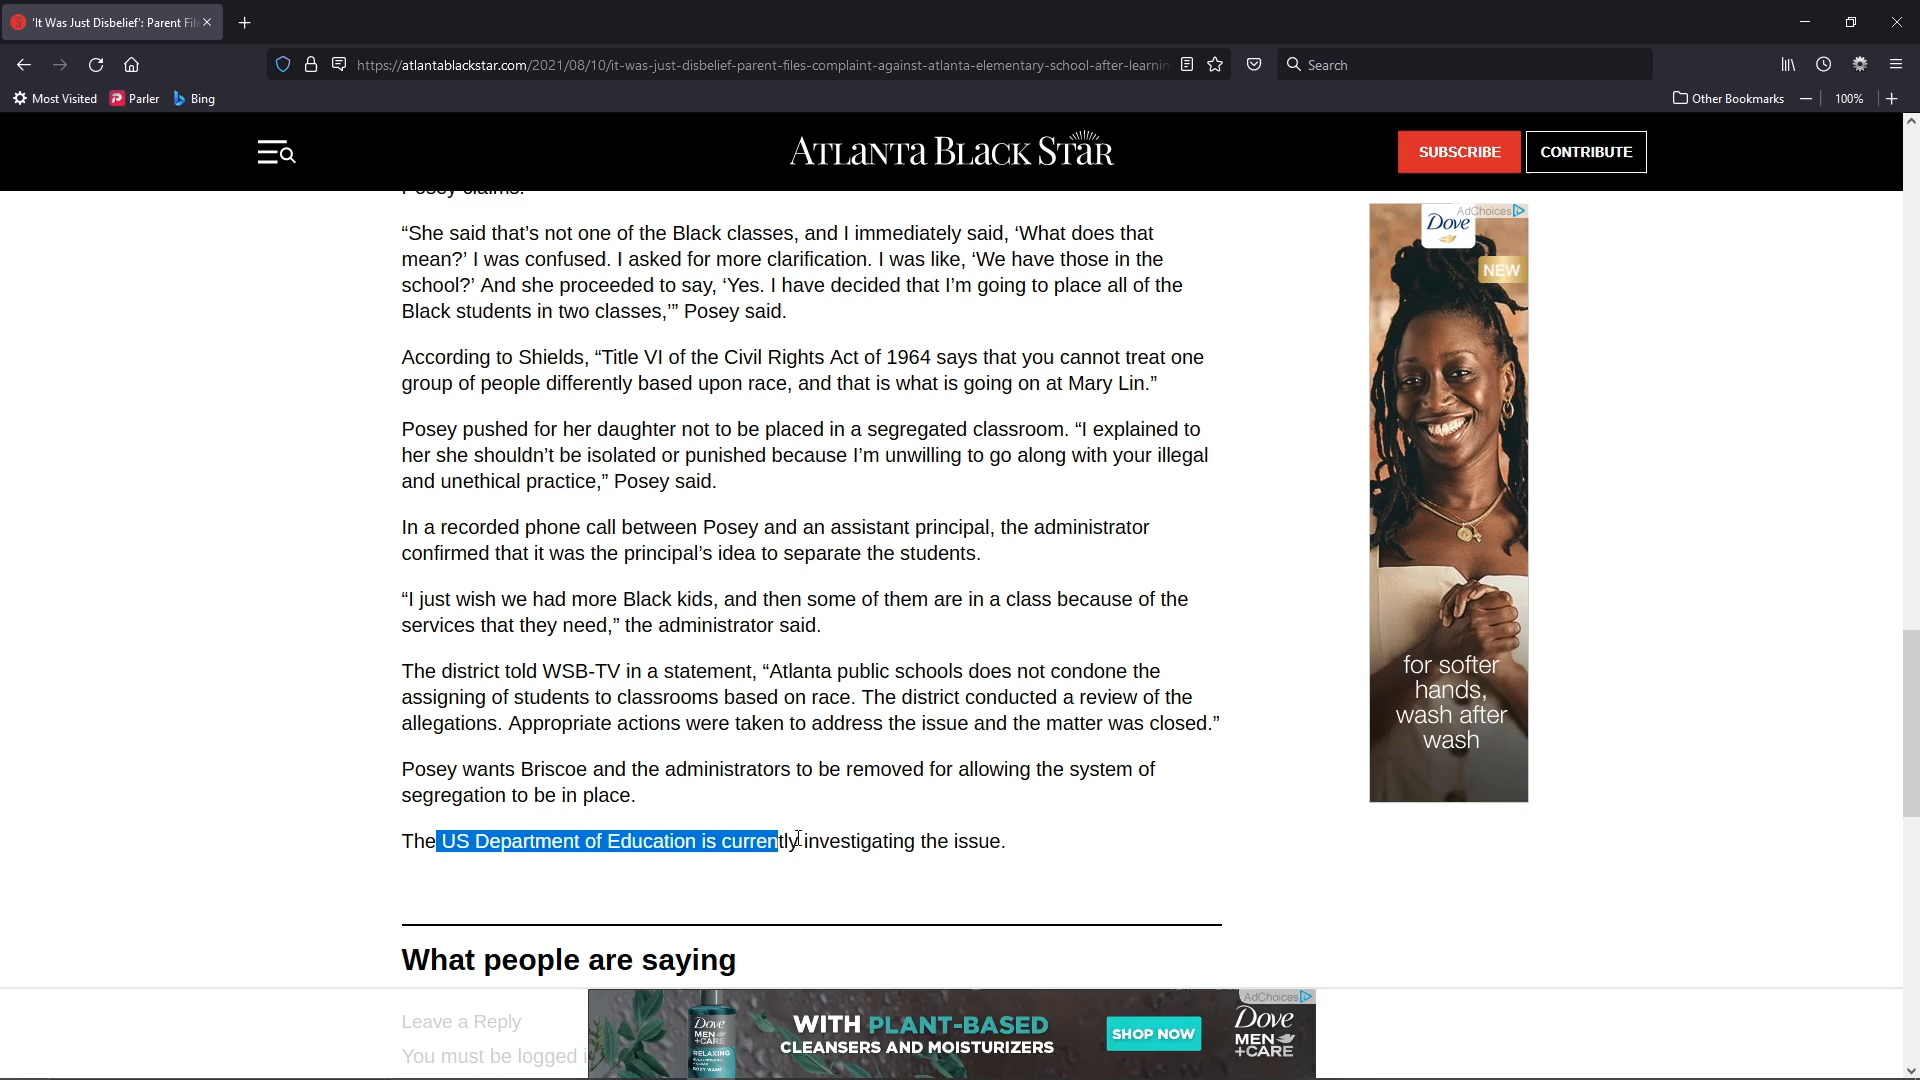 'It Was Just Disbelief': Parent Fil
https://atlantablackstar.com/2021/08/10/it-was-just-disbelief-parent-files-complaint-against-atlanta-elementary-school-after-learnin
Search
Most Visited
Parler
Bing
Other Bookmarks
100%
ATLANTA BLACK STAR
SUBSCRIBE
CONTRIBUTE
Posey claims.
“She said that’s not one of the Black classes, and I immediately said, ‘What does that
mean?’ I was confused. I asked for more clarification. I was like, ‘We have those in the
school?’ And she proceeded to say, ‘Yes. I have decided that I’m going to place all of the
Black students in two classes,’” Posey said.
According to Shields, “Title VI of the Civil Rights Act of 1964 says that you cannot treat one
group of people differently based upon race, and that is what is going on at Mary Lin.”
Posey pushed for her daughter not to be placed in a segregated classroom. “I explained to
her she shouldn’t be isolated or punished because I’m unwilling to go along with your illegal
and unethical practice,” Posey said.
In a recorded phone call between Posey and an assistant principal, the administrator
confirmed that it was the principal’s idea to separate the students.
“I just wish we had more Black kids, and then some of them are in a class because of the
services that they need,” the administrator said.
The district told WSB-TV in a statement, “Atlanta public schools does not condone the
assigning of students to classrooms based on race. The district conducted a review of the
allegations. Appropriate actions were taken to address the issue and the matter was closed.”
Posey wants Briscoe and the administrators to be removed for allowing the system of
segregation to be in place.
The US Department of Education is currently investigating the issue.
What people are saying
Leave a Reply
You must be logged i
AdChoices
Dove
NEW
for softer
hands,
wash after
wash
AdChoices
Dove
MEN
+CARE
RELAXING
BODY WASH
WITH PLANT-BASED
CLEANSERS AND MOISTURIZERS
SHOP NOW
Dove
MEN
+CARE